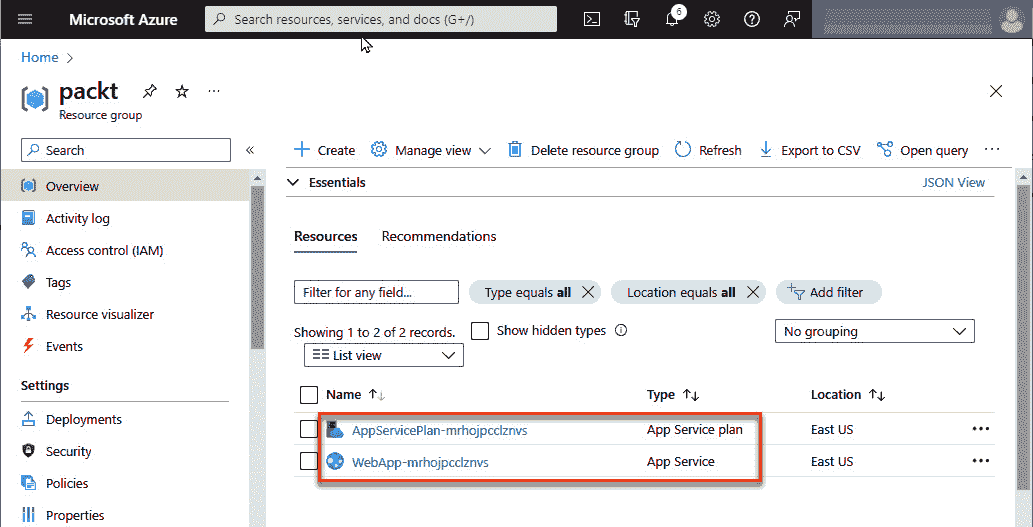 Microsoft Azure
Search resources, services, and docs (G+/)
6
Home
packt
Resource group
Search
Overview
Activity log
Access control (IAM)
Tags
Resource visualizer
Events
Settings
Deployments
Security
Policies
Properties
Create Manage view Delete resource group Refresh Export to CSV Open query
Essentials JSON View
Resources Recommendations
Filter for any field... Type equals all Location equals all Add filter
Showing 1 to 2 of 2 records. Show hidden types No grouping
List view
Name Type Location
AppServicePlan-mrhojpcclznvs App Service plan East US
WebApp-mrhojpcclznvs App Service East US